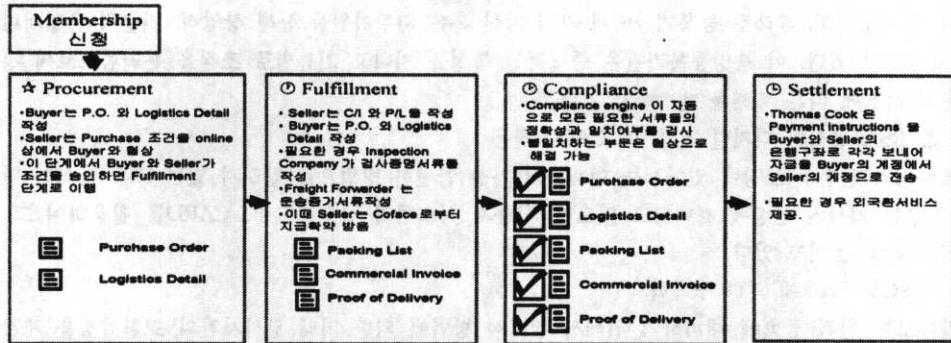 Membership
신청
☆ Procurement
•Buyer는 P.O. 와 Logistics Detail
작성
•Seller는 Purchase 조건을 online
상에서 Buyer와 협상
•이 단계에서 Buyer와 Seller가
조건을 승인하면 Fulfillment
단계로 이행
Purchase Order
Logistics Detail
Fulfillment
• Seller는 C/I 와 P/L를 작성
• Buyer는 P.O. 와 Logistics
Detail 작성
•필요한 경우 Inspection
Company가 검사증명서류를
작성
•Freight Forwarder 는
운송증거서류작성
•이때 Seller는 Coface로부터
지급확약 받음
Packing List
Commercial Invoice
Proof of Delivery
Compliance
•Compliance engine 이 자동
으로 모든 필요한 서류들의
정확성과 일치여부를 검사
•불일치하는 부문은 협상으로
해결 가능
Purchase Order
Logistics Detail
Packing List
Commercial Invoice
Proof of Delivery
Settlement
•Thomas Cook 은
Payment instructions 을
Buyer와 Seller의
은행구좌로 각각 보내어
자금을 Buyer의 계정에서
Seller의 계정으로 전송
•필요한 경우 외국환서비스
제공.